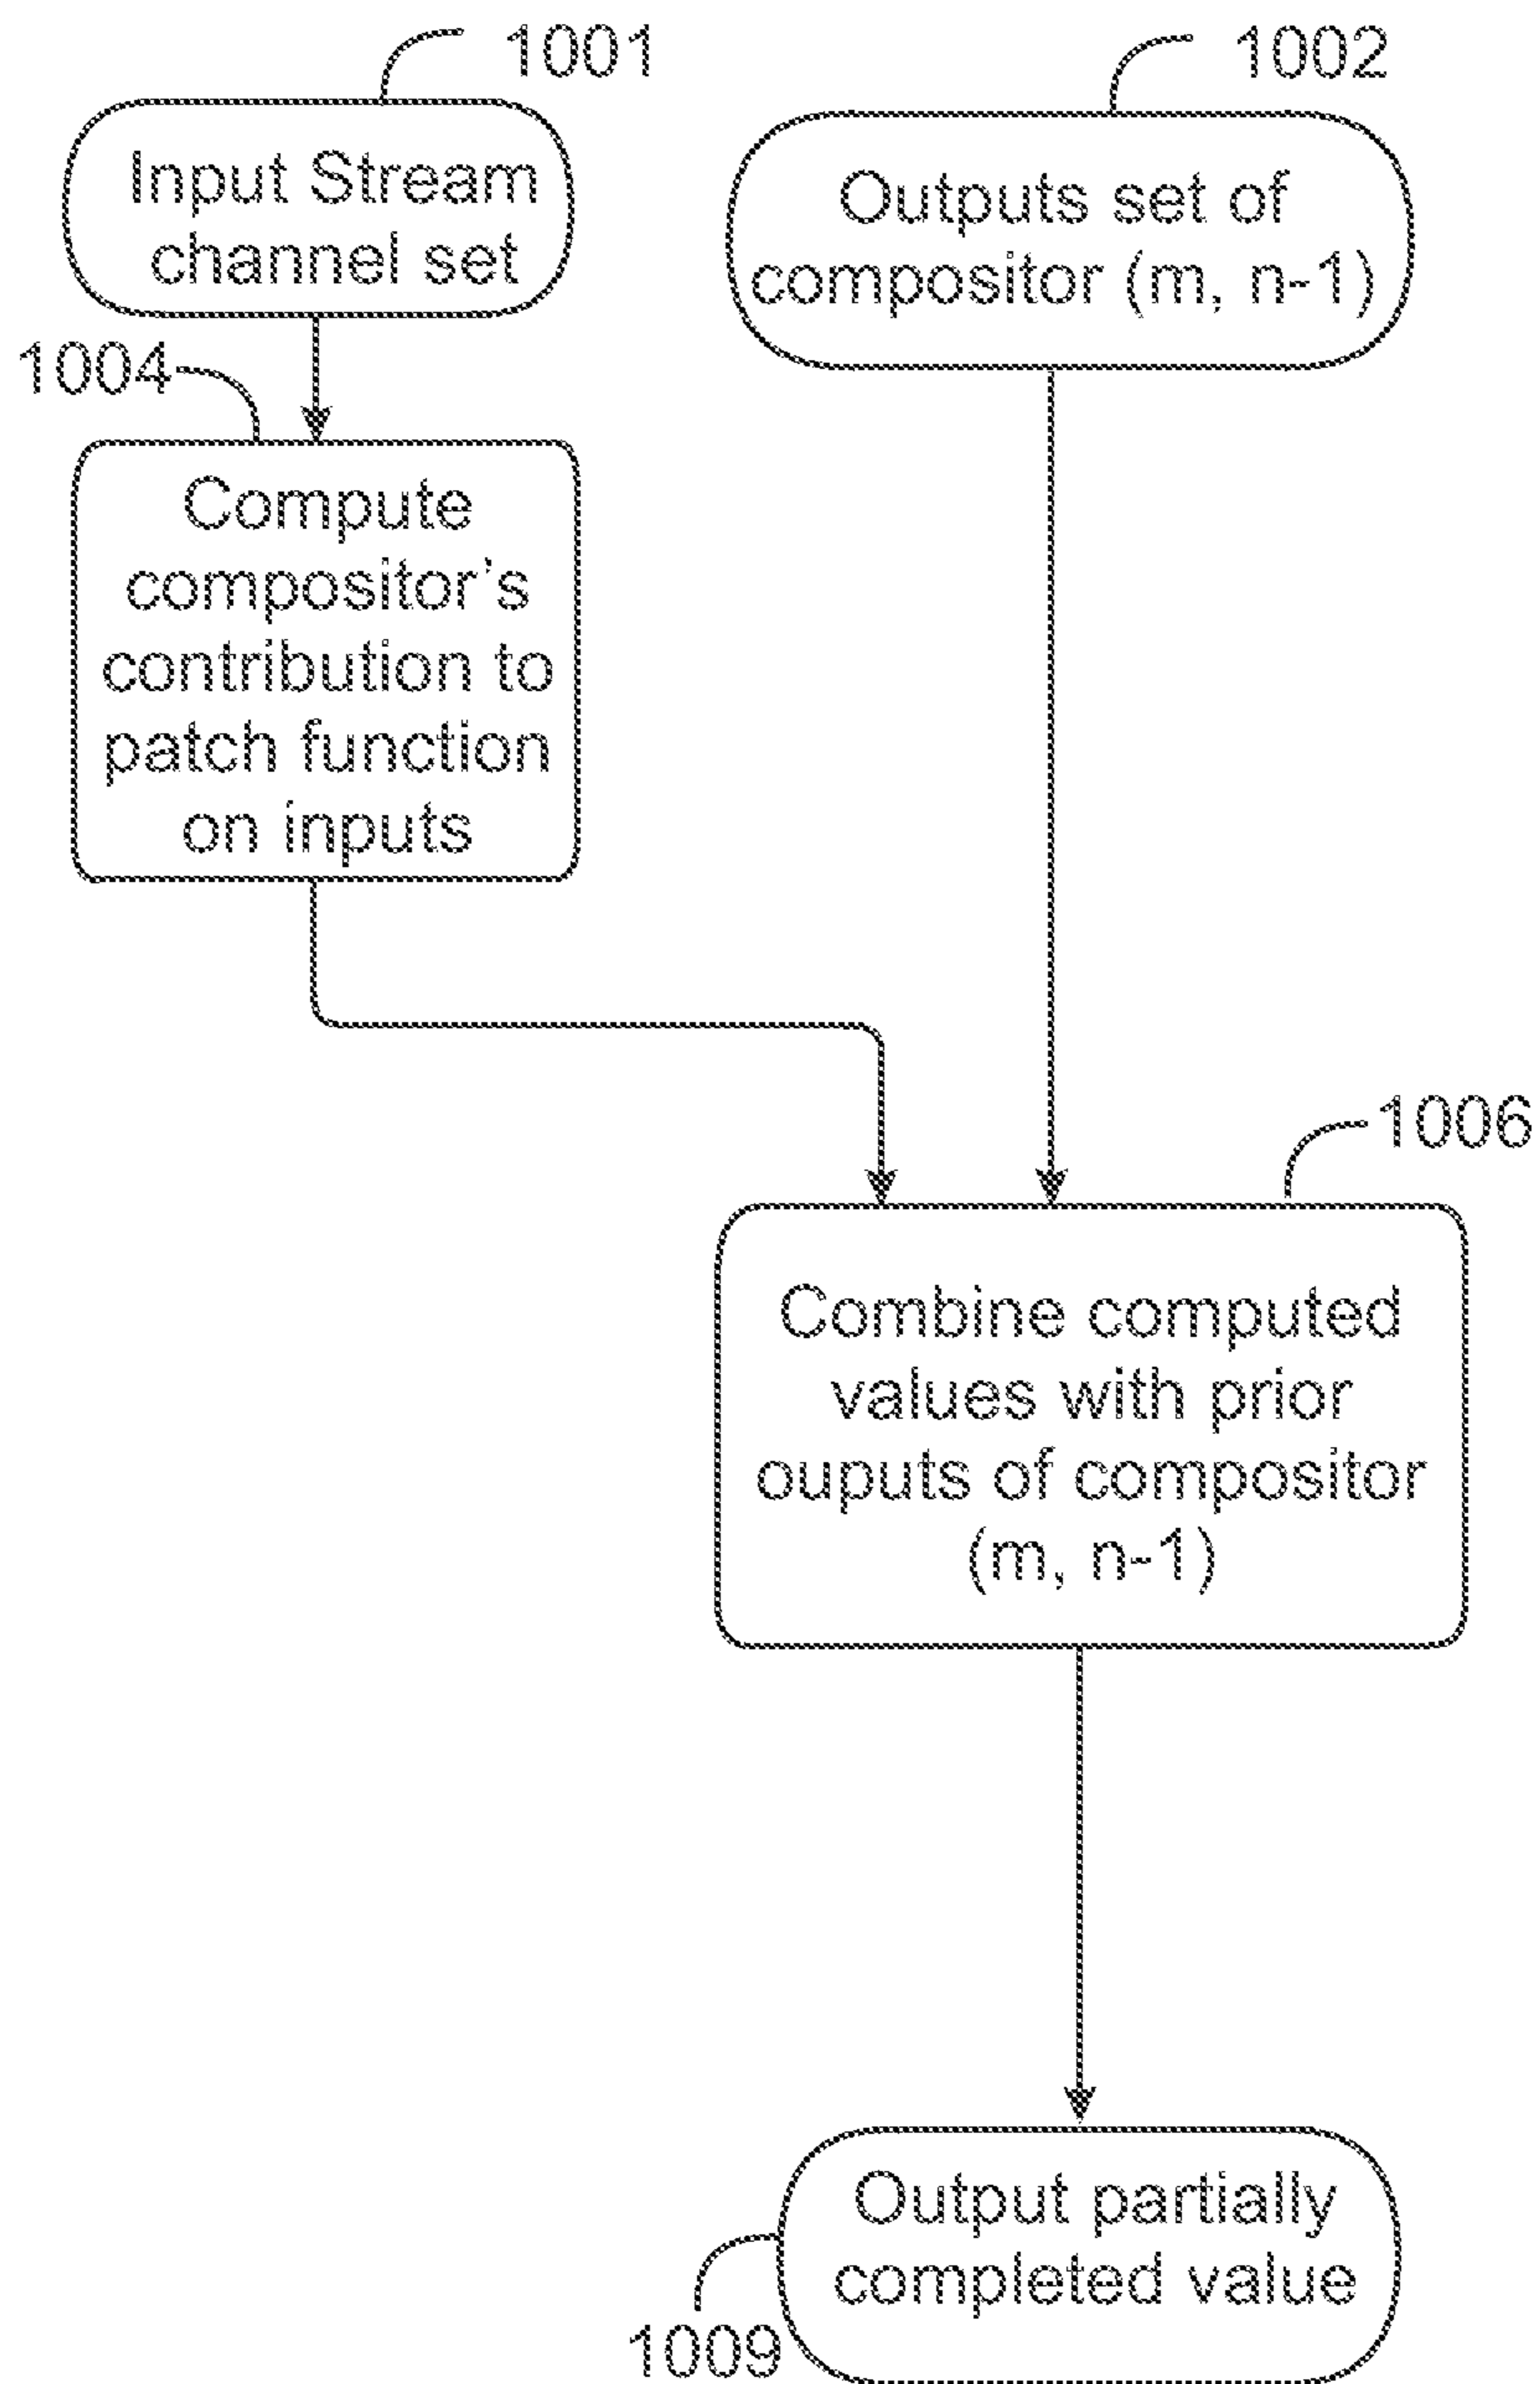 1001
Input Stream
channel set
1002
Outputs set of
compositor (m, n-1)
1004
Compute
compositor's
contribution to
patch function
on inputs
1006
Combine computed
values with prior
ouputs of compositor
(m, n-1)
Output partially
completed value
1009